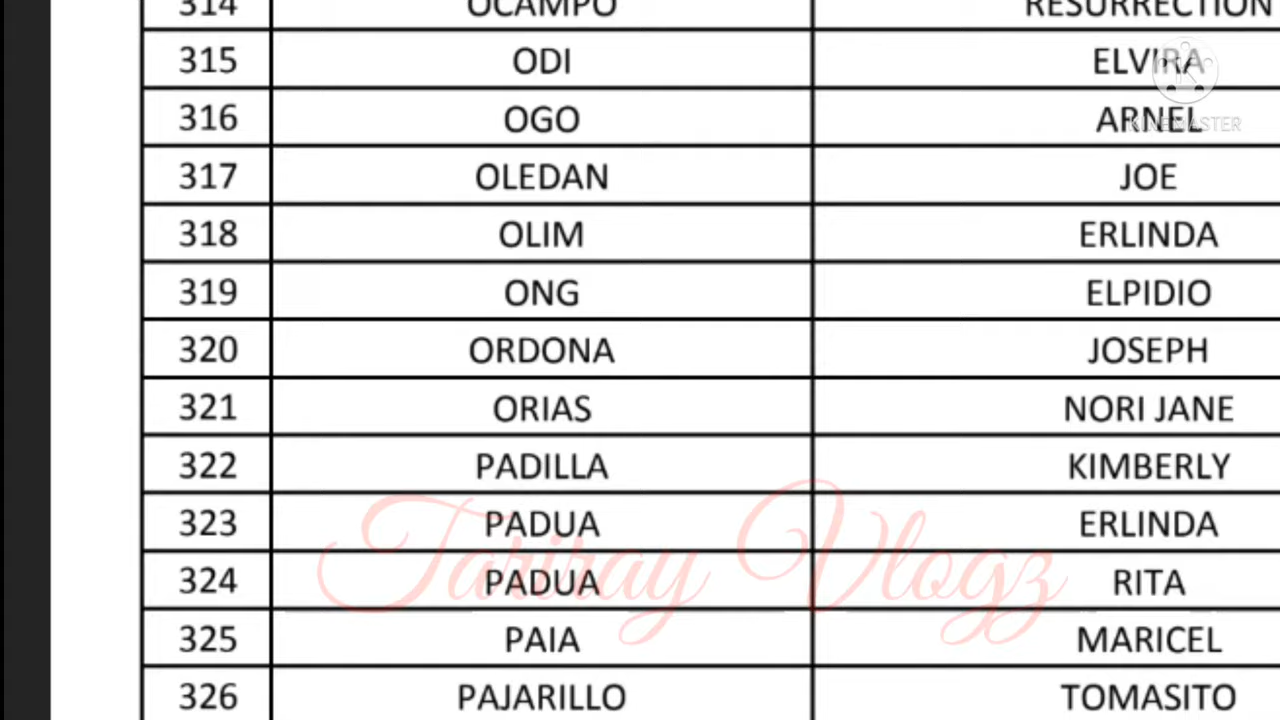 314 OCAMPO RESURRECTION
315 ODI ELVIRA
316 OGO ARNEL
KINEMASTER
317 OLEDAN JOE
318 OLIM ERLINDA
319 ONG ELPIDIO
320 ORDONA JOSEPH
321 ORIAS NORI JANE
322 PADILLA KIMBERLY
323 PADUA ERLINDA
Tariray Vlogz
324 PADUA RITA
325 PAIA MARICEL
326 PAJARILLO TOMASITO